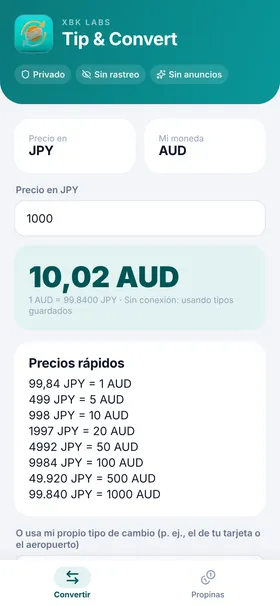 XBK LABS
Tip & Convert
Privado
Sin rastreo
Sin anuncios
Precio en
JPY
Mi moneda
AUD
Precio en JPY
1000
10,02 AUD
1 AUD = 99.8400 JPY · Sin conexión: usando tipos
guardados
Precios rápidos
99,84 JPY = 1 AUD
499 JPY = 5 AUD
998 JPY = 10 AUD
1997 JPY = 20 AUD
4992 JPY = 50 AUD
9984 JPY = 100 AUD
49.920 JPY = 500 AUD
99.840 JPY = 1000 AUD
O usa mi propio tipo de cambio (p. ej., el de tu tarjeta o
el aeropuerto)
Convertir
Propinas